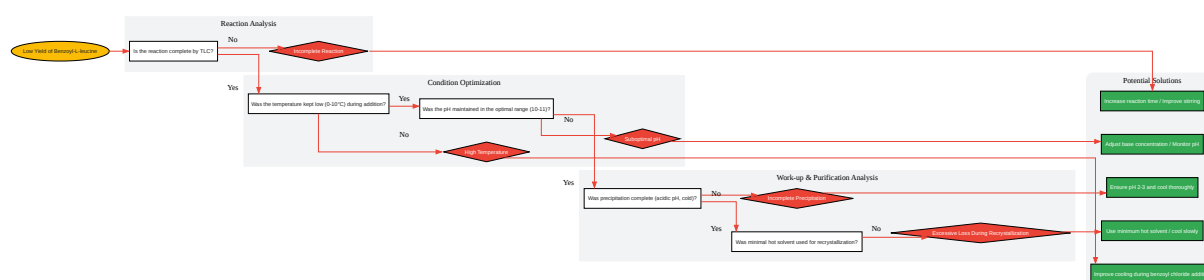 Reaction Analysis
Low Yield of Benzoyl-L-leucine
Is the reaction complete by TLC?
No
Incomplete Reaction
Yes
Condition Optimization
Was the temperature kept low (0-10°C) during addition?
Yes
Was the pH maintained in the optimal range (10-11)?
No
Suboptimal pH
No
High Temperature
Yes
Work-up & Purification Analysis
Was precipitation complete (acidic pH, cold)?
No
Incomplete Precipitation
Yes
Was minimal hot solvent used for recrystallization?
No
Excessive Loss During Recrystallization
Potential Solutions
Increase reaction time / Improve stirring
Adjust base concentration / Monitor pH
Ensure pH 2-3 and cool thoroughly
Use minimum hot solvent / cool slowly
Improve cooling during benzoyl chloride